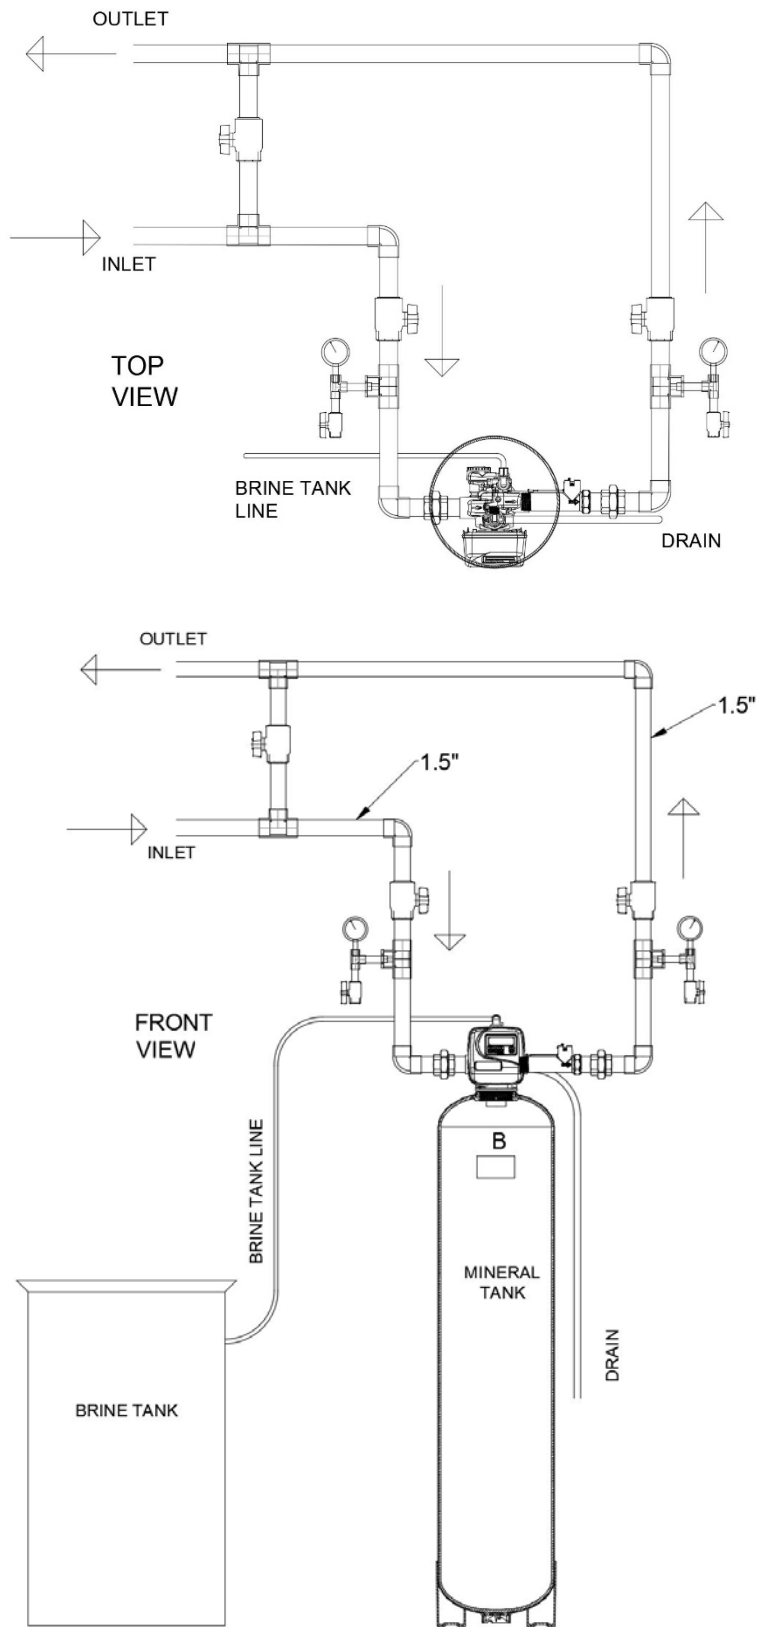 OUTLET
INLET
TOP
VIEW
BRINE TANK
LINE
DRAIN
OUTLET
1.5"
1.5"
INLET
FRONT
VIEW
BRINE TANK LINE
B
MINERAL
TANK
DRAIN
BRINE TANK